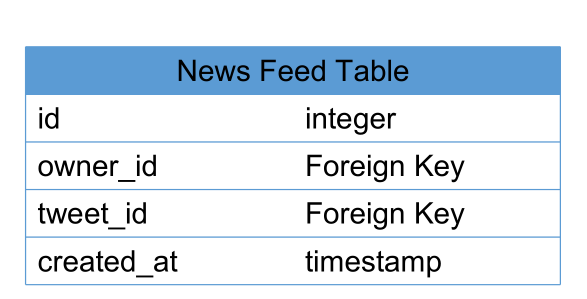 News Feed Table
id integer
owner_id Foreign Key
tweet_id Foreign Key
created_at timestamp